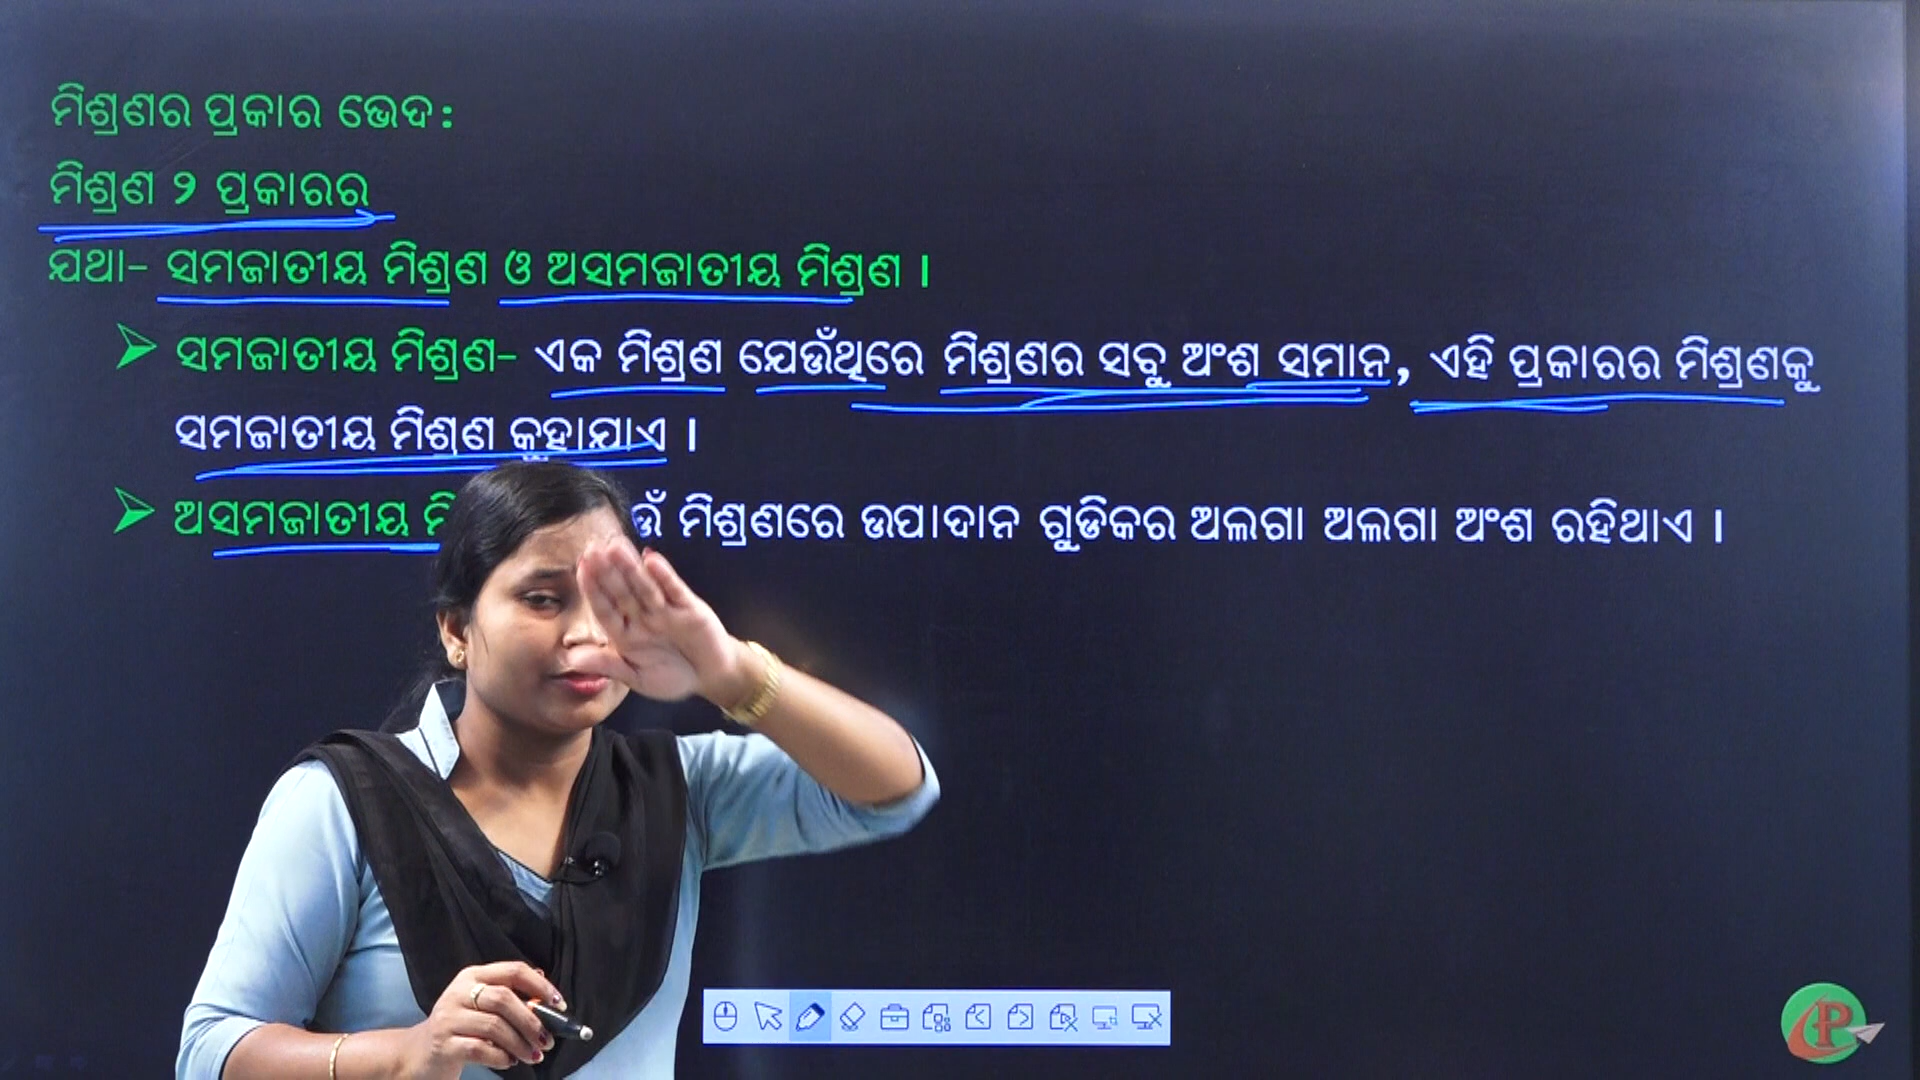 ମିଶ୍ରଣର ପ୍ରକାର ଭେଦ:
ମିଶ୍ରଣ ୨ ପ୍ରକାରର
ଯଥା- ସମଜାତୀୟ ମିଶ୍ରଣ ଓ ଅସମଜାତୀୟ ମିଶ୍ରଣ ।
ସମଜାତୀୟ ମିଶ୍ରଣ- ଏକ ମିଶ୍ରଣ ଯେଉଁଥିରେ ମିଶ୍ରଣର ସବୁ ଅଂଶ ସମାନ, ଏହି ପ୍ରକାରର ମିଶ୍ରଣକୁ
ସମଜାତୀୟ ମିଶ୍ରଣ କୁହାଯାଏ ।
ଅସମଜାତୀୟ ମିଶ୍ରଣରେ ଉପାଦାନ ଗୁଡିକର ଅଲଗା ଅଲଗା ଅଂଶ ରହିଥାଏ ।